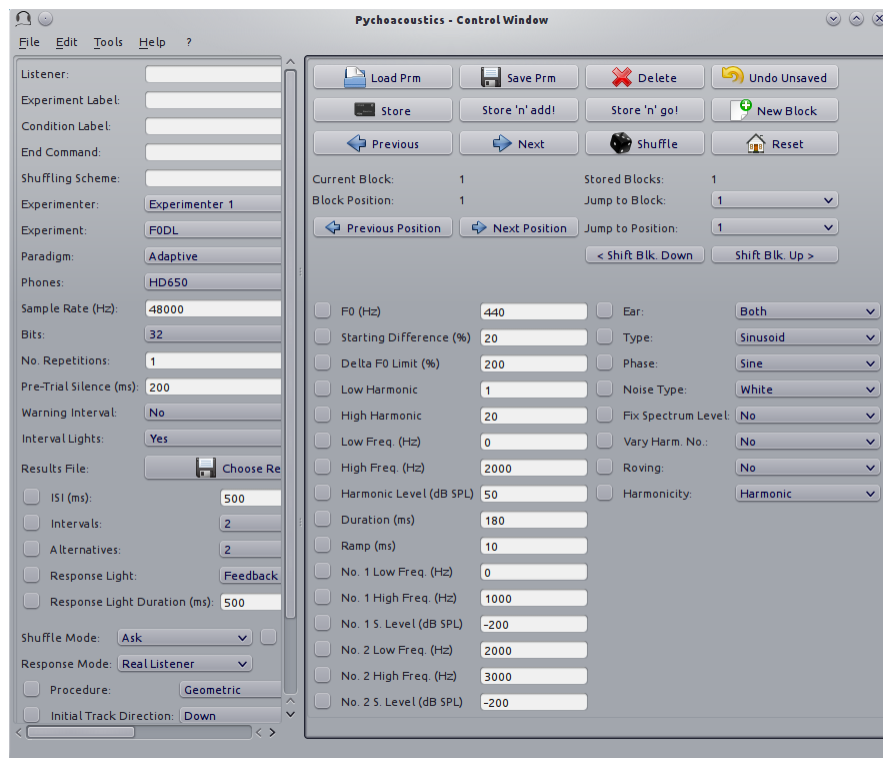 Pychoacoustics - Control Window
File Edit Tools Help ?
Listener:
Experiment Label:
Condition Label:
End Command:
Shuffling Scheme:
Experimenter: Experimenter 1
Experiment: F0DL
Paradigm: Adaptive
Phones: HD650
Sample Rate (Hz): 48000
Bits: 32
No. Repetitions: 1
Pre-Trial Silence (ms): 200
Warning Interval: No
Interval Lights: Yes
Results File: Choose Re
ISI (ms): 500
Intervals: 2
Alternatives: 2
Response Light: Feedback
Response Light Duration (ms): 500
Shuffle Mode: Ask
Response Mode: Real Listener
Procedure: Geometric
Initial Track Direction: Down
Load Prm Save Prm Delete Undo Unsaved
Store Store 'n' add! Store 'n' go! New Block
Previous Next Shuffle Reset
Current Block: 1 Stored Blocks: 1
Block Position: 1 Jump to Block: 1
Previous Position Next Position Jump to Position: 1
< Shift Blk. Down Shift Blk. Up >
F0 (Hz) 440 Ear: Both
Starting Difference (%) 20 Type: Sinusoid
Delta F0 Limit (%) 200 Phase: Sine
Low Harmonic 1 Noise Type: White
High Harmonic 20 Fix Spectrum Level: No
Low Freq. (Hz) 0 Vary Harm. No.: No
High Freq. (Hz) 2000 Roving: No
Harmonic Level (dB SPL) 50 Harmonicity: Harmonic
Duration (ms) 180
Ramp (ms) 10
No. 1 Low Freq. (Hz) 0
No. 1 High Freq. (Hz) 1000
No. 1 S. Level (dB SPL) -200
No. 2 Low Freq. (Hz) 2000
No. 2 High Freq. (Hz) 3000
No. 2 S. Level (dB SPL) -200